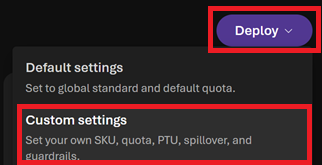 Deploy
Default settings
Set to global standard and default quota.
Custom settings
Set your own SKU, quota, PTU, spillover, and
guardrails.